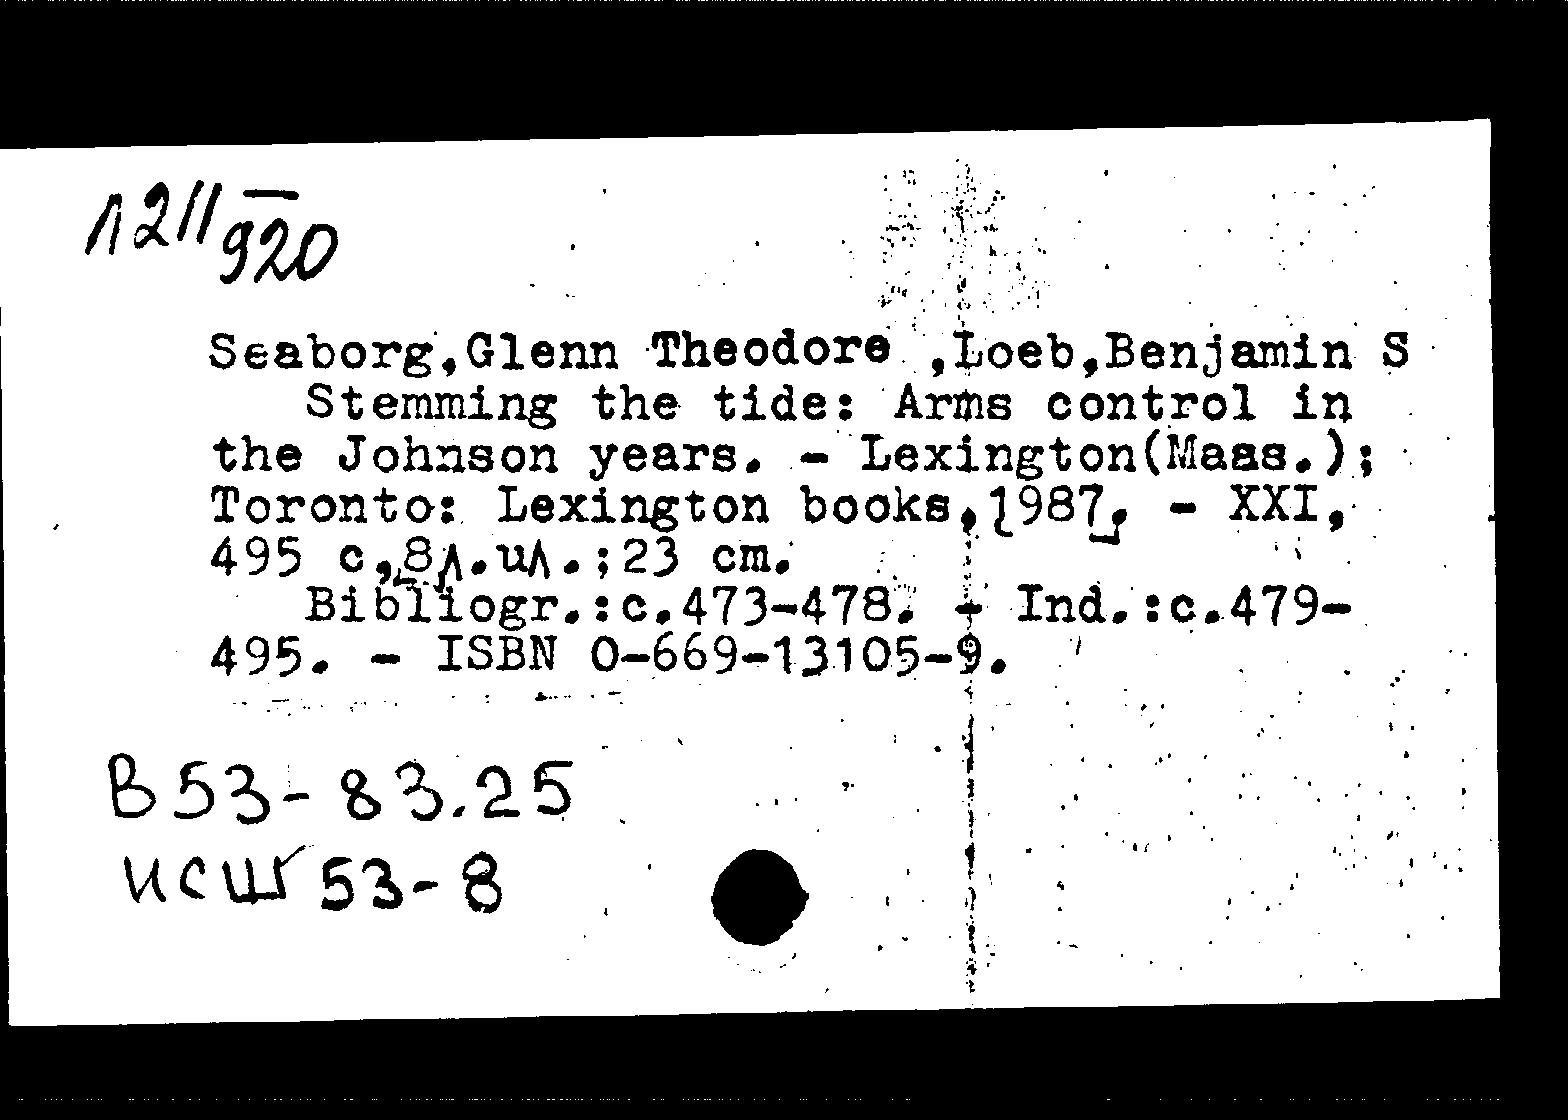 Л211 —
920
Seaborg,Glenn Theodore ,Loeb,Benjamin S
Stemming the tide: Arms control in
the Johnson years. - Lexington(Mass.);
Toronto: Lexington books,[1987]. - XXI,
495 c,8л.ил.;23 cm.
Bibliogr.:c.473-478. - Ind.:c.479-
495. - ISBN 0-669-13105-9.
B53-83.25
исш 53-8